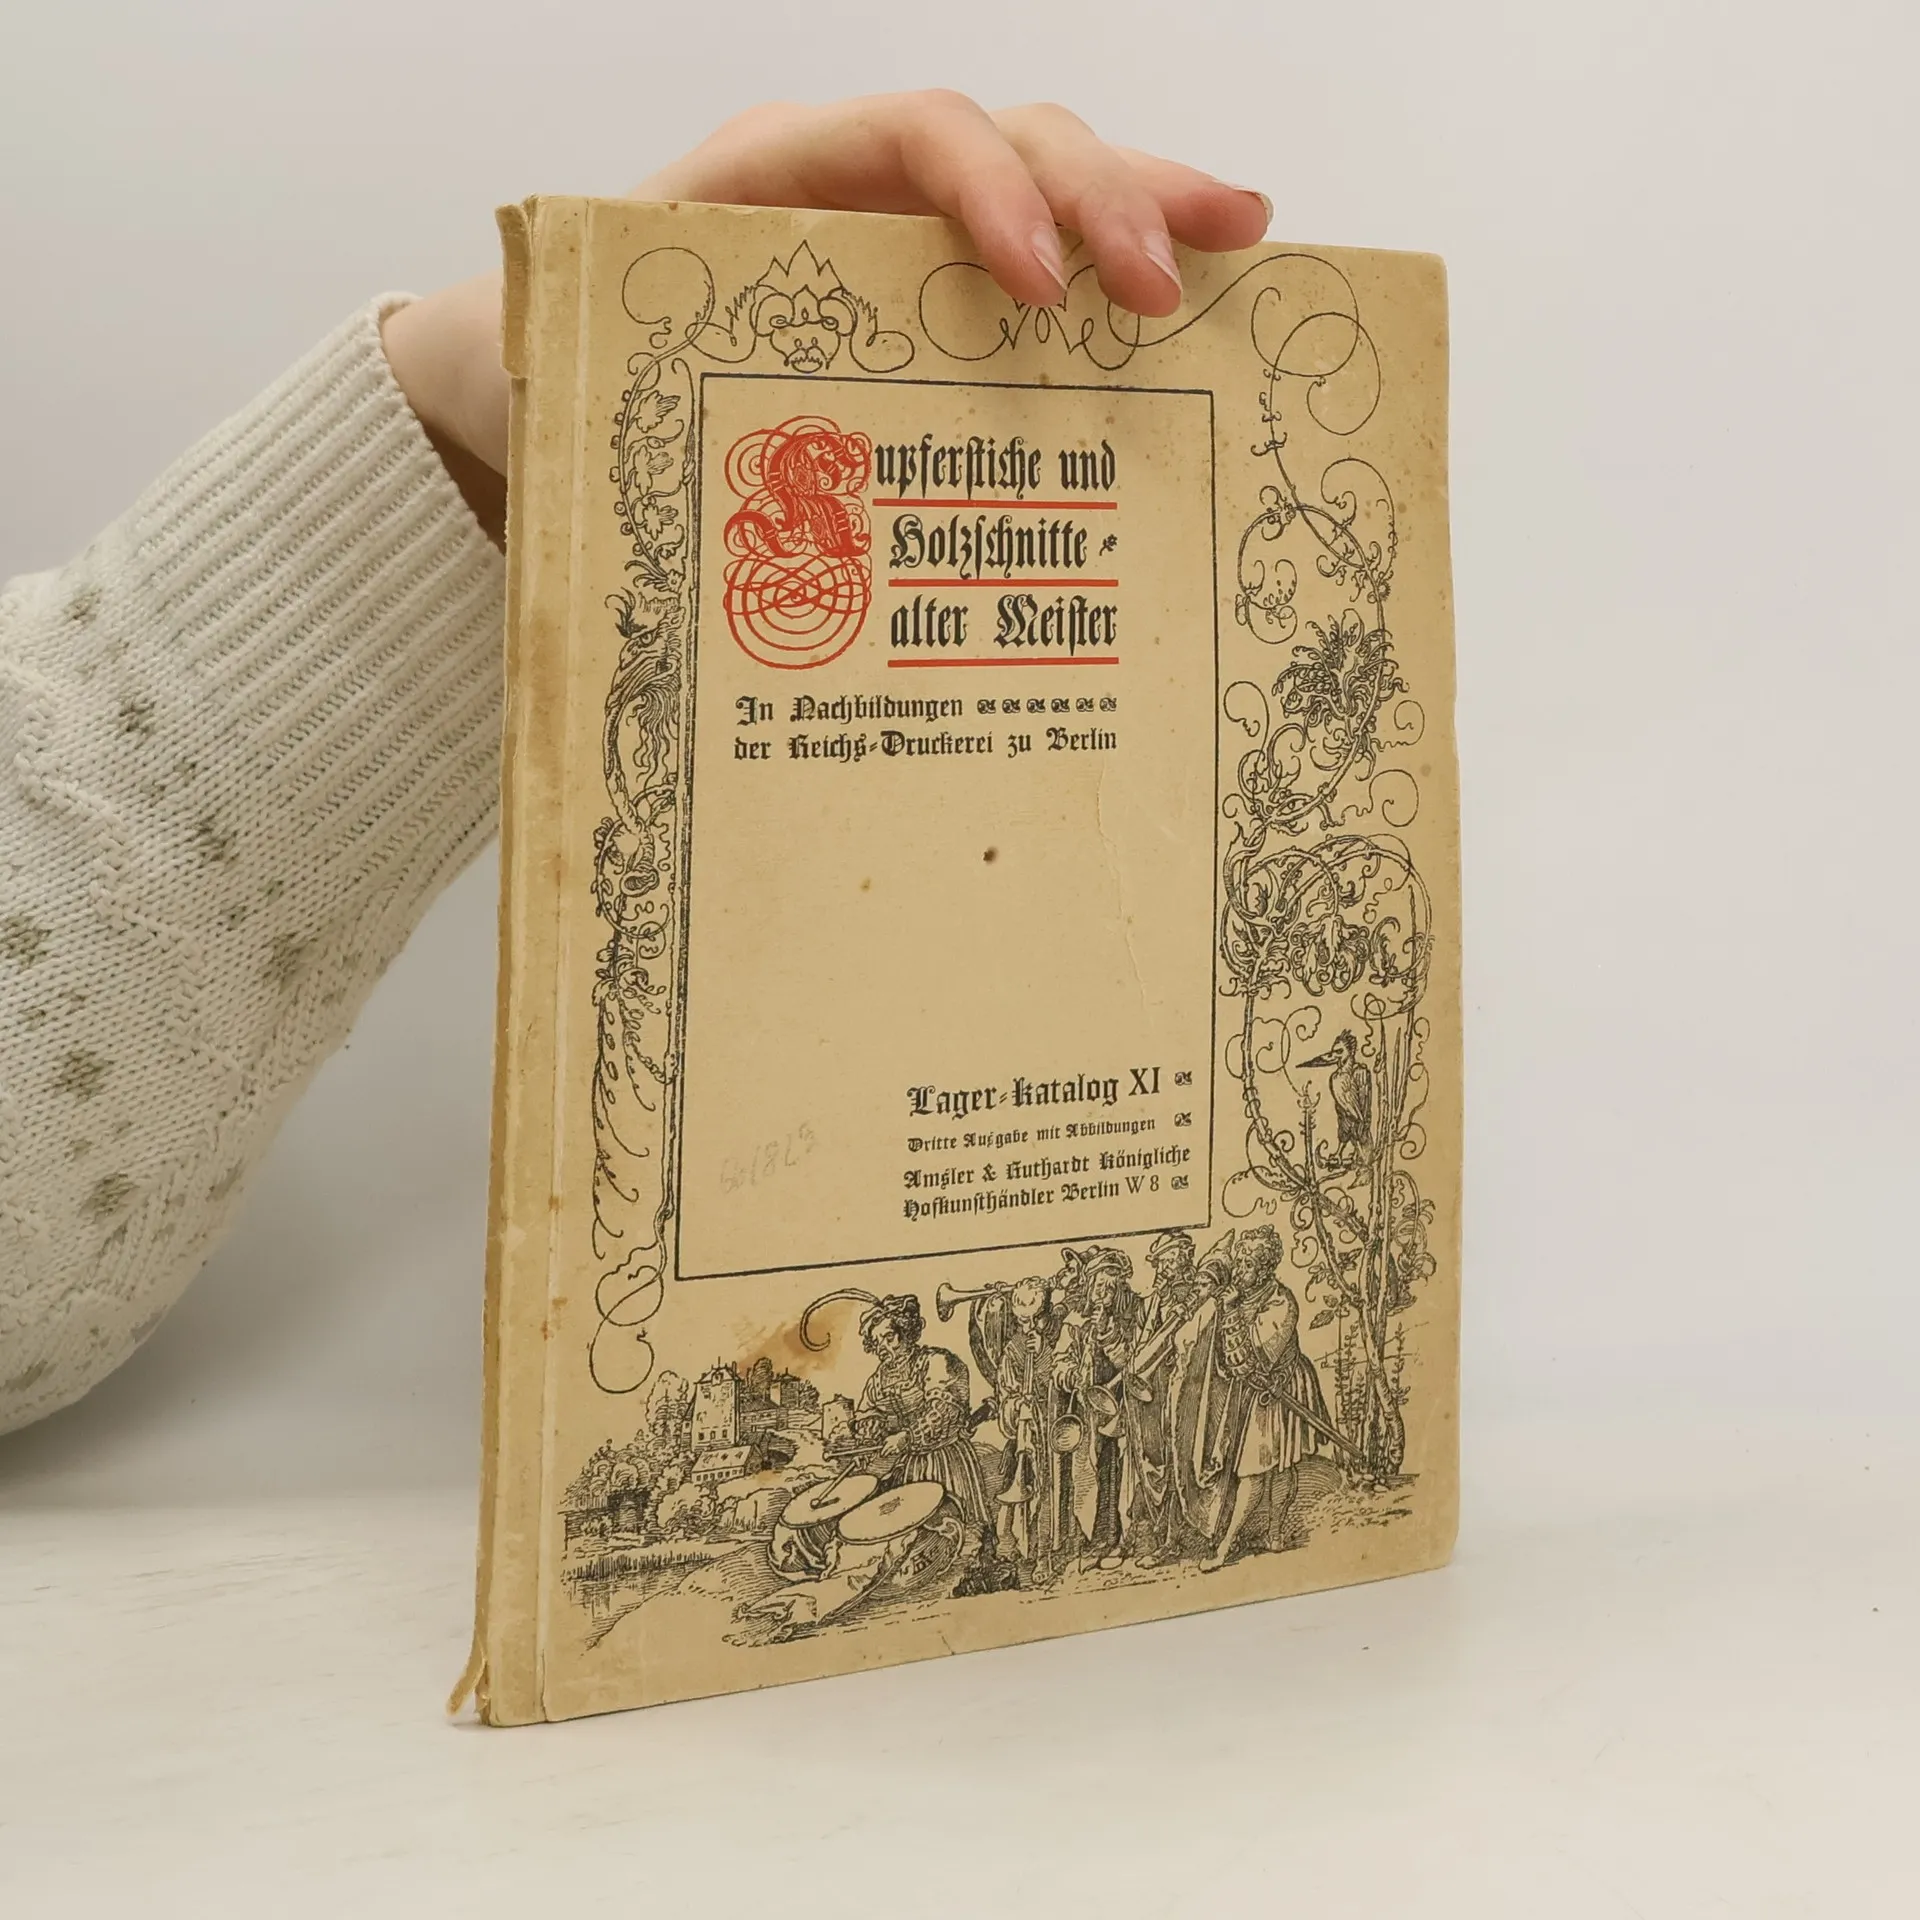 Kupferstiche und
Holzschnitte
alter Meister
In Nachbildungen
der Reichs-Druckerei zu Berlin
Lager-Katalog XI
Dritte Ausgabe mit Abbildungen
Amsler & Ruthardt Königliche
Hofkunsthändler Berlin W 8